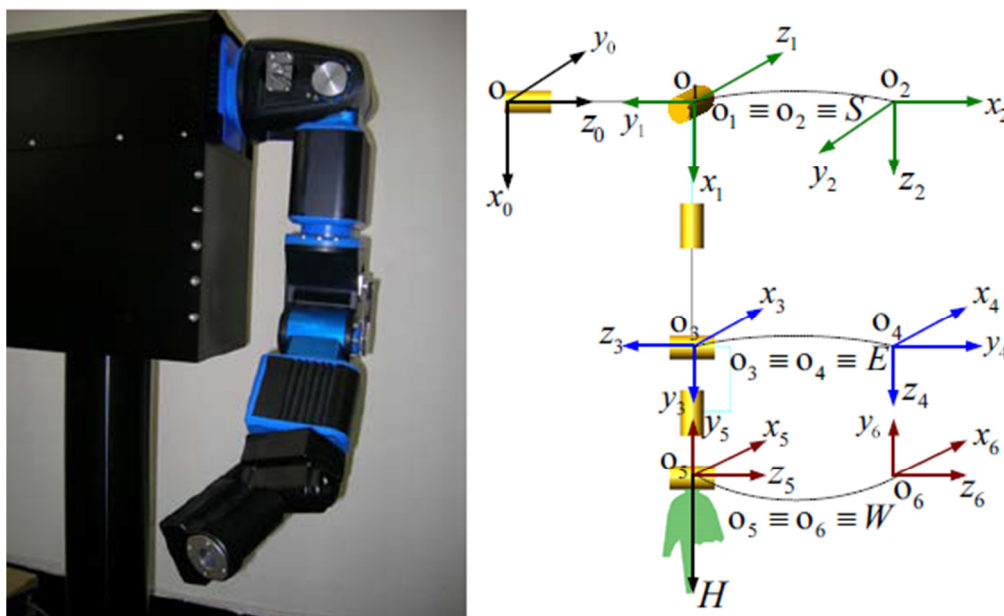 y₀
z₁
O
O
O₂
z₀
y₁
O₁ ≡ O₂ ≡ S
x₂
x₀
x₁
y₂
z₂
x₃
x₄
O₃
O₄
z₃
O₃ ≡ O₄ ≡ E
y₄
y₃
z₄
y₅
x₅
y₆
x₆
O₅
z₅
O₆
z₆
O₅ ≡ O₆ ≡ W
H